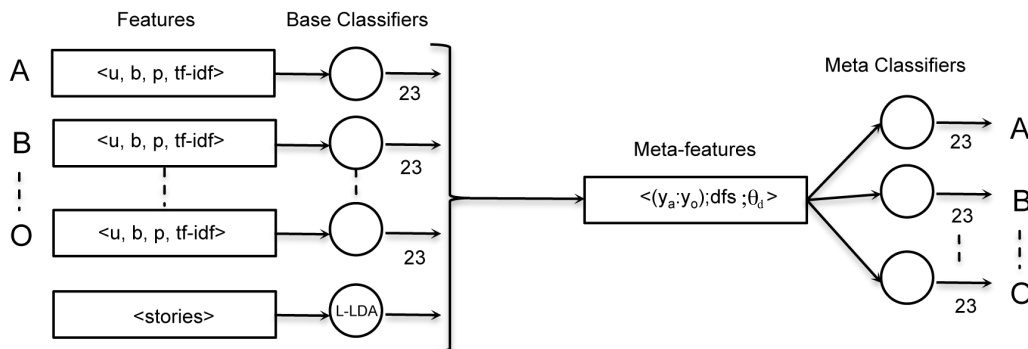 Features
Base Classifiers
A
<u, b, p, tf-idf>
23
B
<u, b, p, tf-idf>
23
O
<u, b, p, tf-idf>
23
<stories>
L-LDA
Meta-features
<(yₐ:yₒ);dfs ;θ_d>
Meta Classifiers
23
A
23
B
23
O